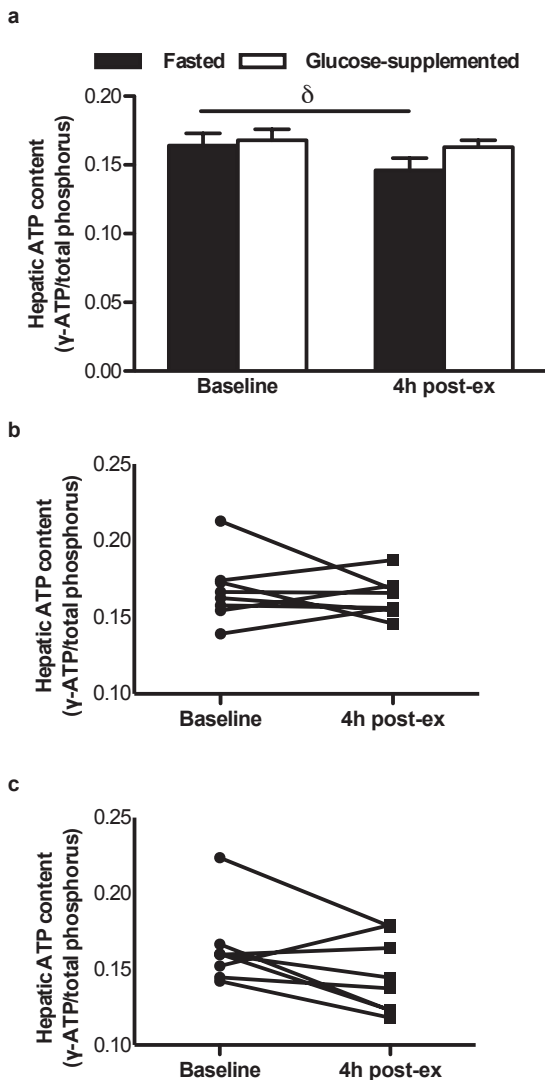 a
Fasted Glucose-supplemented
δ
0.20
0.15
0.10
0.05
0.00
Hepatic ATP content
(γ-ATP/total phosphorus)
Baseline 4h post-ex
b
0.25
0.20
0.15
0.10
Hepatic ATP content
(γ-ATP/total phosphorus)
Baseline 4h post-ex
c
0.25
0.20
0.15
0.10
Hepatic ATP content
(γ-ATP/total phosphorus)
Baseline 4h post-ex